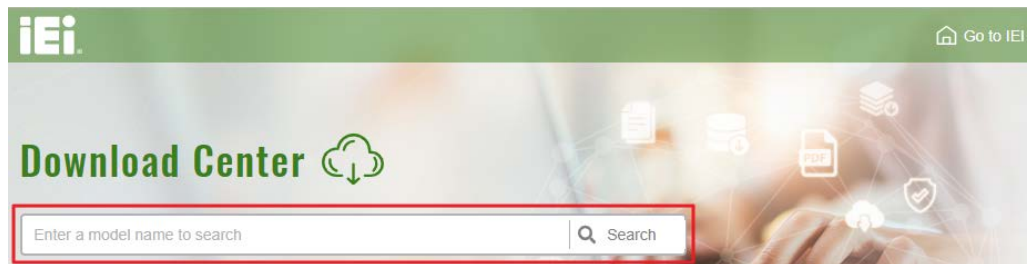 iEi
Go to IEI
Download Center
Enter a model name to search
Search
PDF